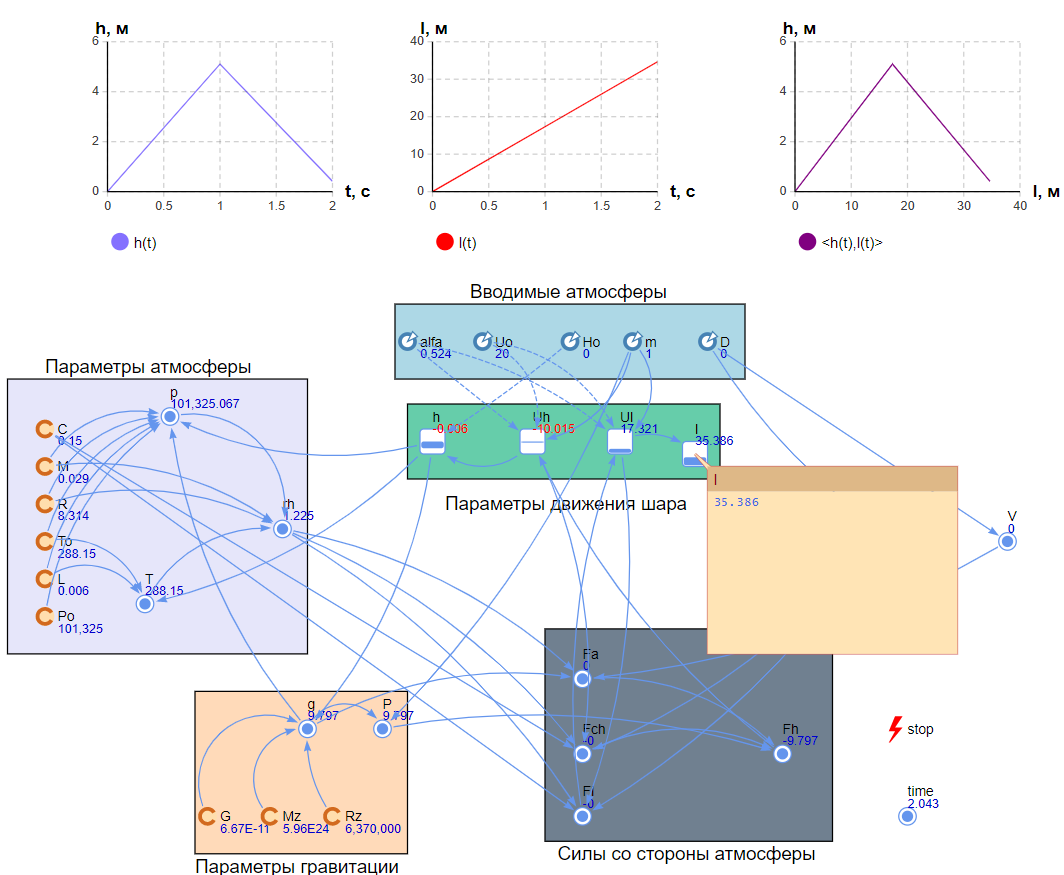 h, м
6
4
2
0
0 0.5 1 1.5 2
t, с
h(t)
l, м
40
30
20
10
0
0 0.5 1 1.5 2
t, с
l(t)
h, м
6
4
2
0
0 10 20 30 40
l, м
<h(t),l(t)>
Вводимые атмосферы
alfa
0.524
Uo
20
Ho
0
m
1
D
0
Параметры атмосферы
p
101,325.067
C
0.15
M
0.029
R
8.314
To
288.15
L
0.006
Po
101,325
T
288.15
rh
1.225
h
-0.006
Uh
-10.015
Ul
17.321
l
35.386
Параметры движения шара
l
35.386
V
0
g
9.797
P
9.797
G
6.67E-11
Mz
5.96E24
Rz
6,370,000
Параметры гравитации
Fa
0
Fch
-0
Fl
-0
Fh
-9.797
Силы со стороны атмосферы
stop
time
2.043